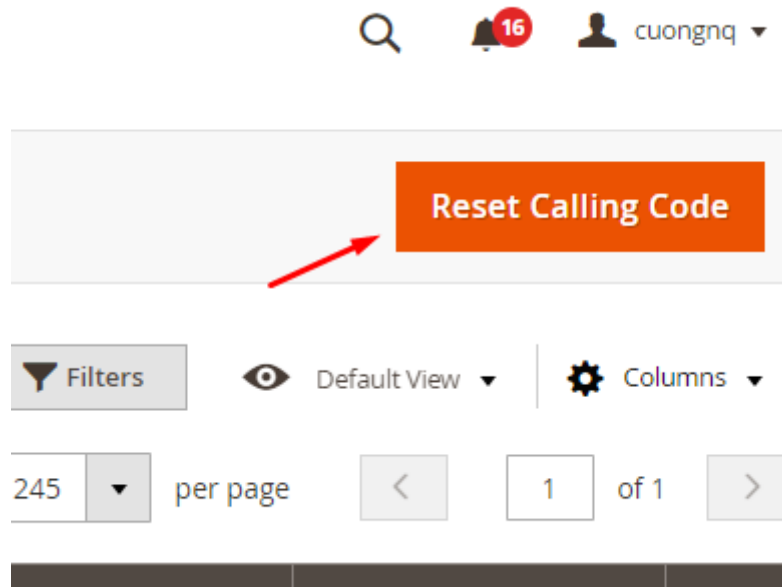 16 cuongnq
Reset Calling Code
Filters Default View Columns
245 per page 1 of 1